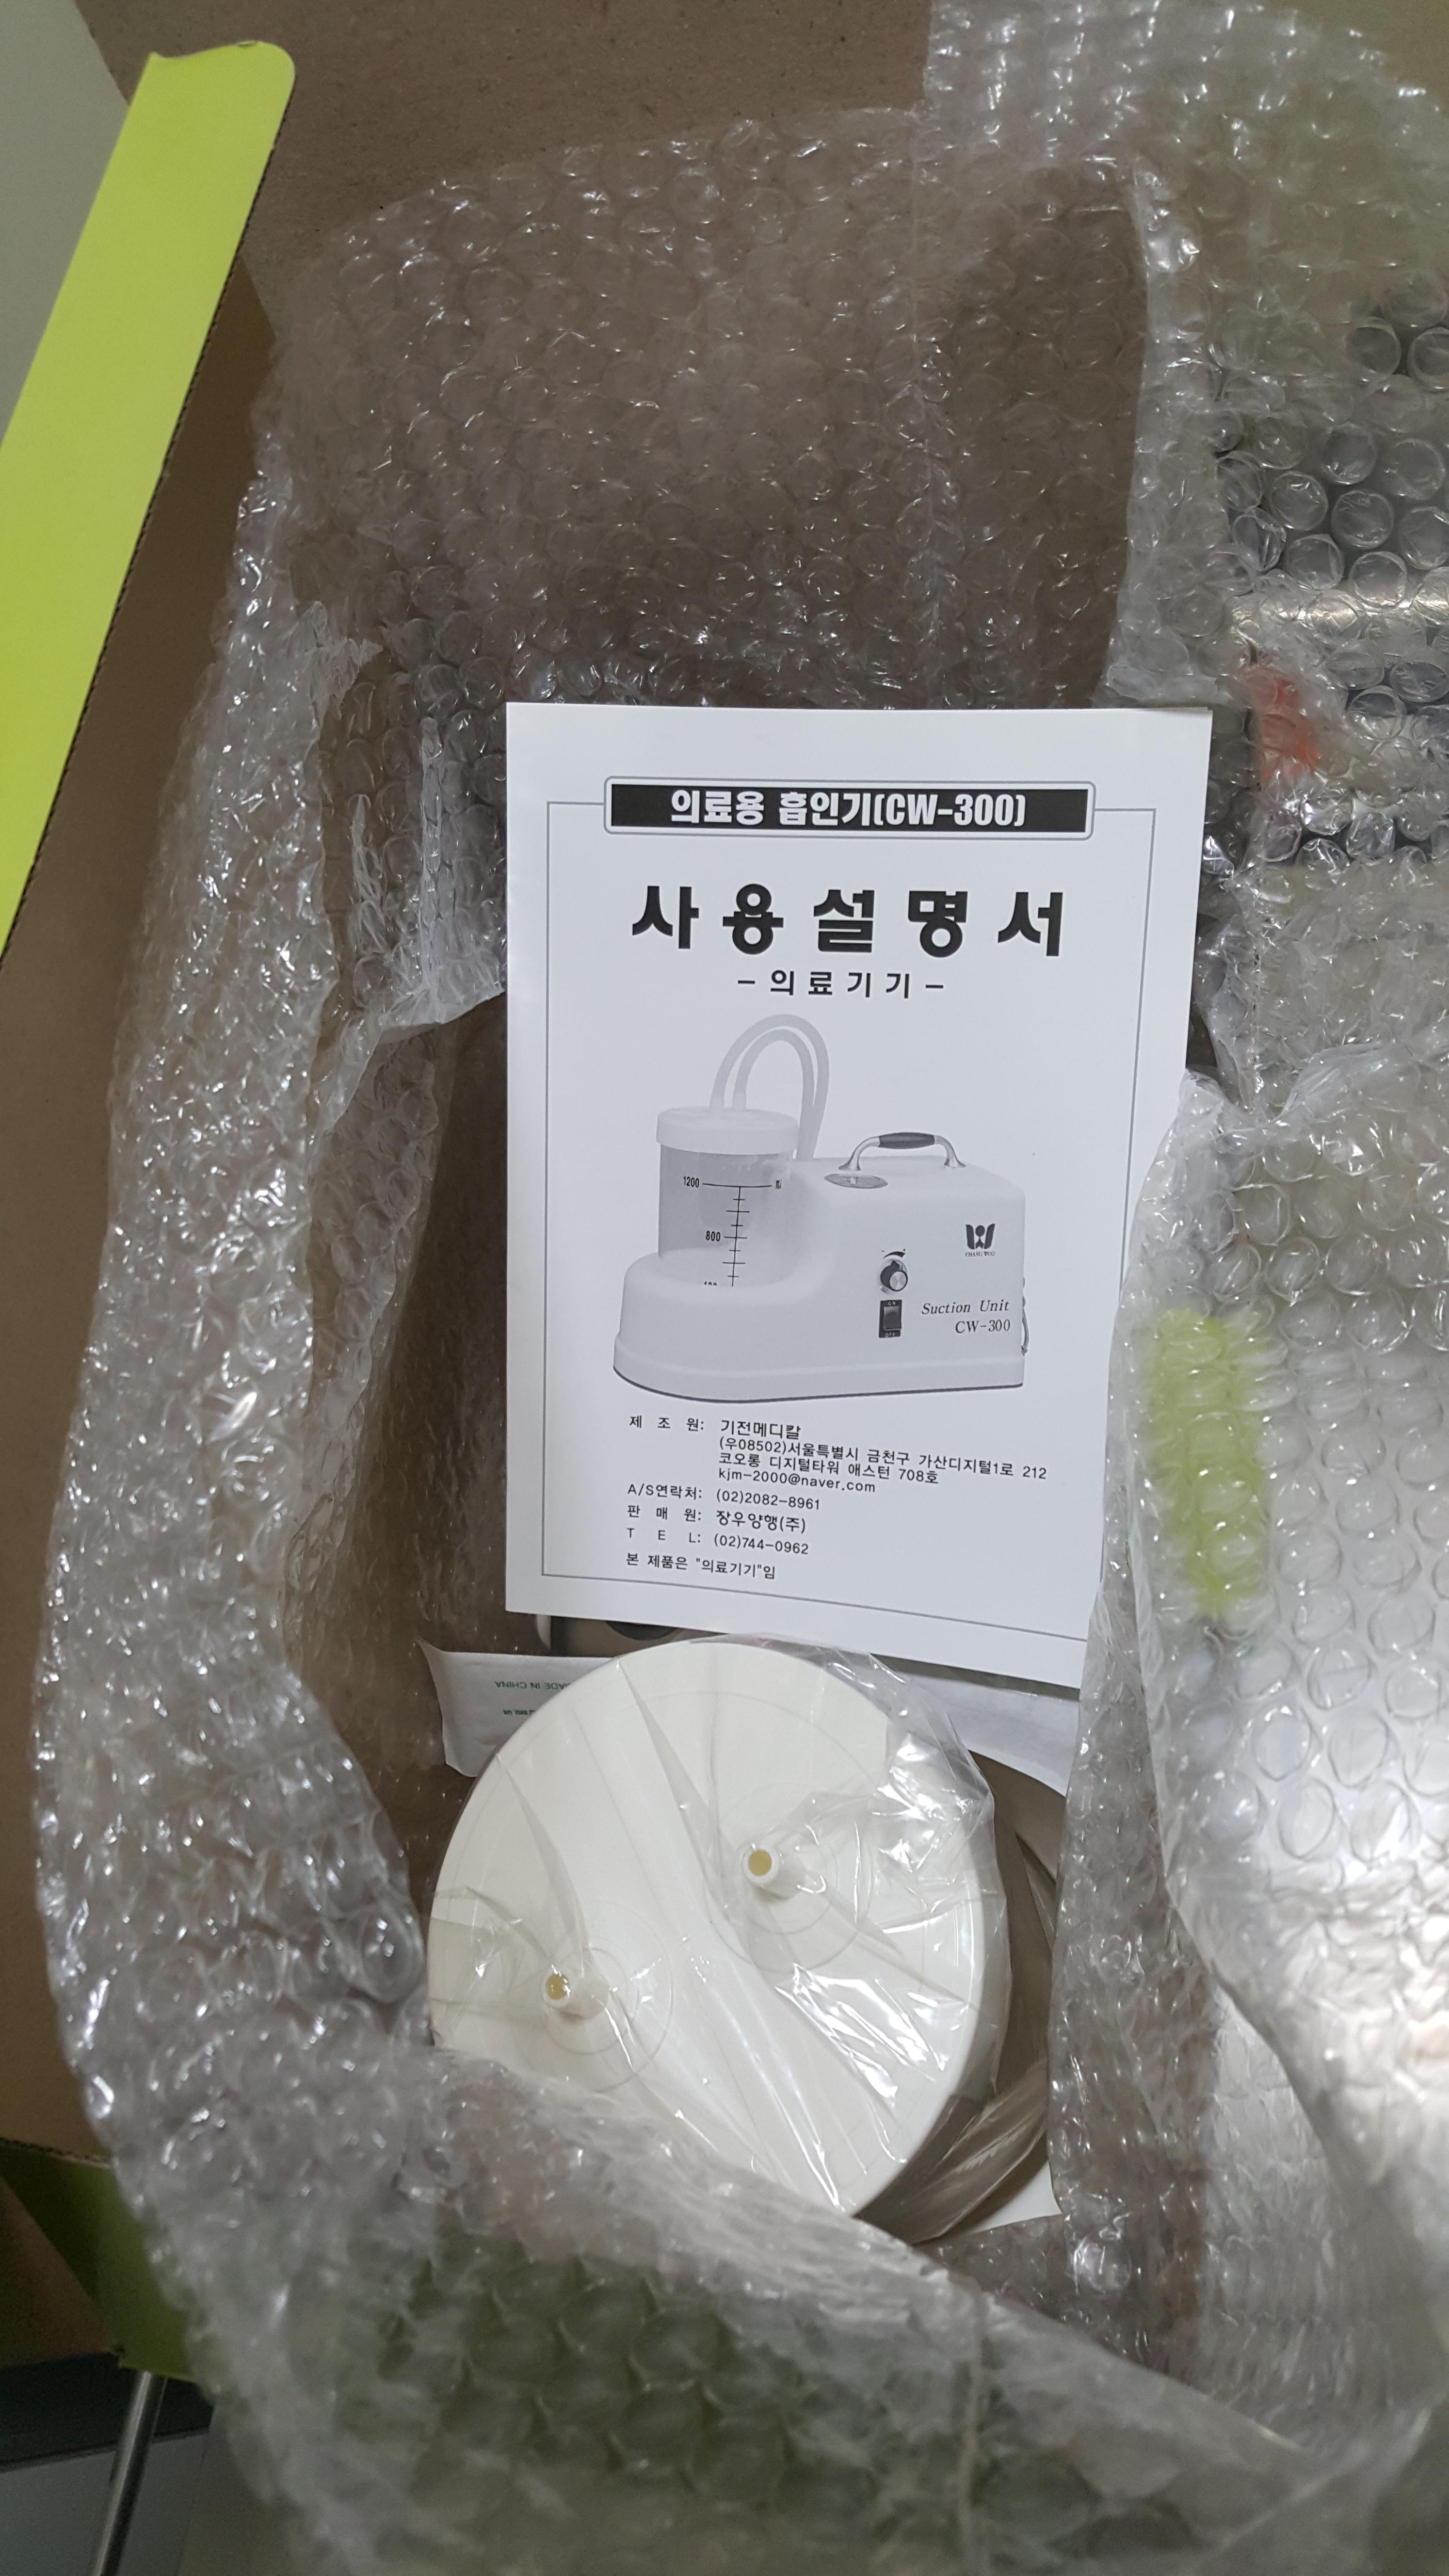 의료용 흡인기(CW-300)
사용설명서
- 의료기기 -
1200
800
CHANG WOO
ON
OFF
Suction Unit
CW-300
제 조 원: 기전메디칼
(우08502)서울특별시 금천구 가산디지털1로 212
코오롱 디지털타워 애스턴 708호
kjm-2000@naver.com
A/S연락처: (02)2082-8961
판 매 원: 장우양행(주)
T E L: (02)744-0962
본 제품은 "의료기기"임
MADE IN CHINA